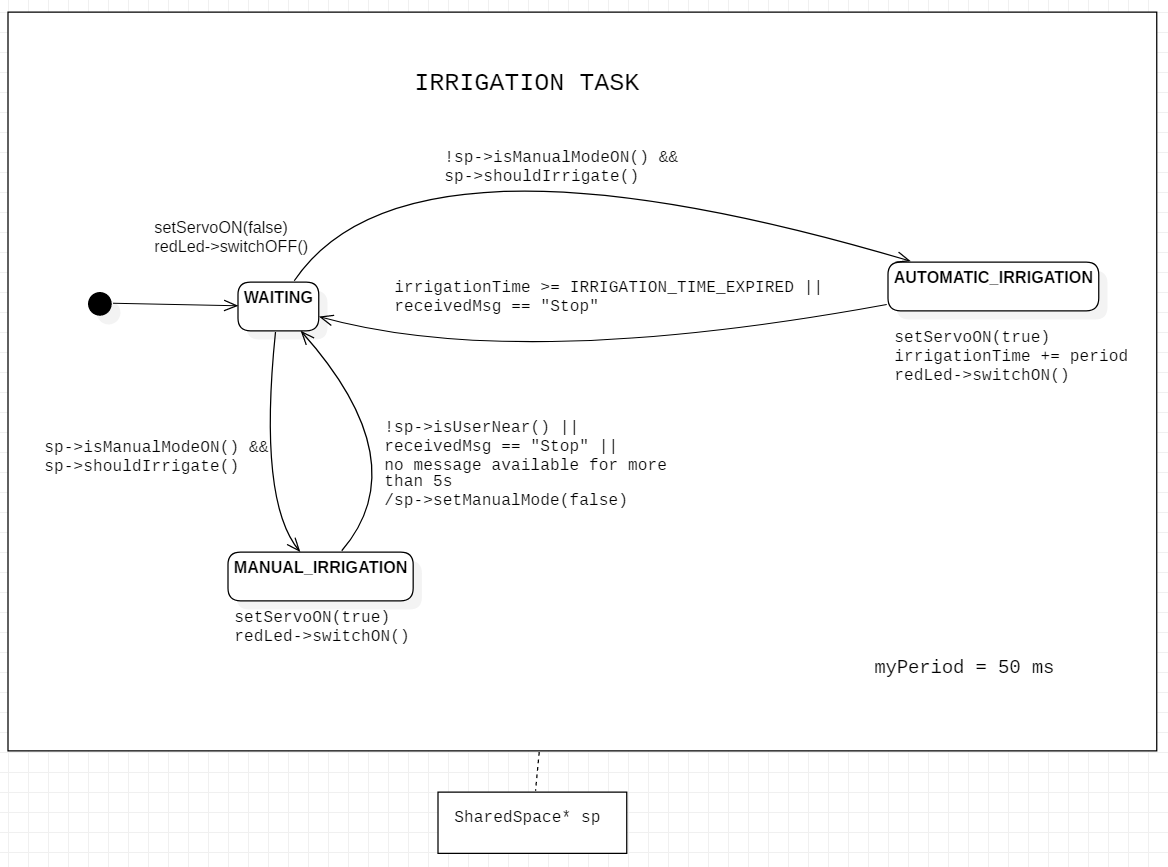 IRRIGATION TASK
!sp->isManualModeON() &&
sp->shouldIrrigate()
setServoON(false)
redLed->switchOFF()
WAITING
irrigationTime >= IRRIGATION_TIME_EXPIRED ||
receivedMsg == "Stop"
AUTOMATIC_IRRIGATION
setServoON(true)
irrigationTime += period
redLed->switchON()
sp->isManualModeON() &&
sp->shouldIrrigate()
!sp->isUserNear() ||
receivedMsg == "Stop" ||
no message available for more
than 5s
/sp->setManualMode(false)
MANUAL_IRRIGATION
setServoON(true)
redLed->switchON()
myPeriod = 50 ms
SharedSpace* sp